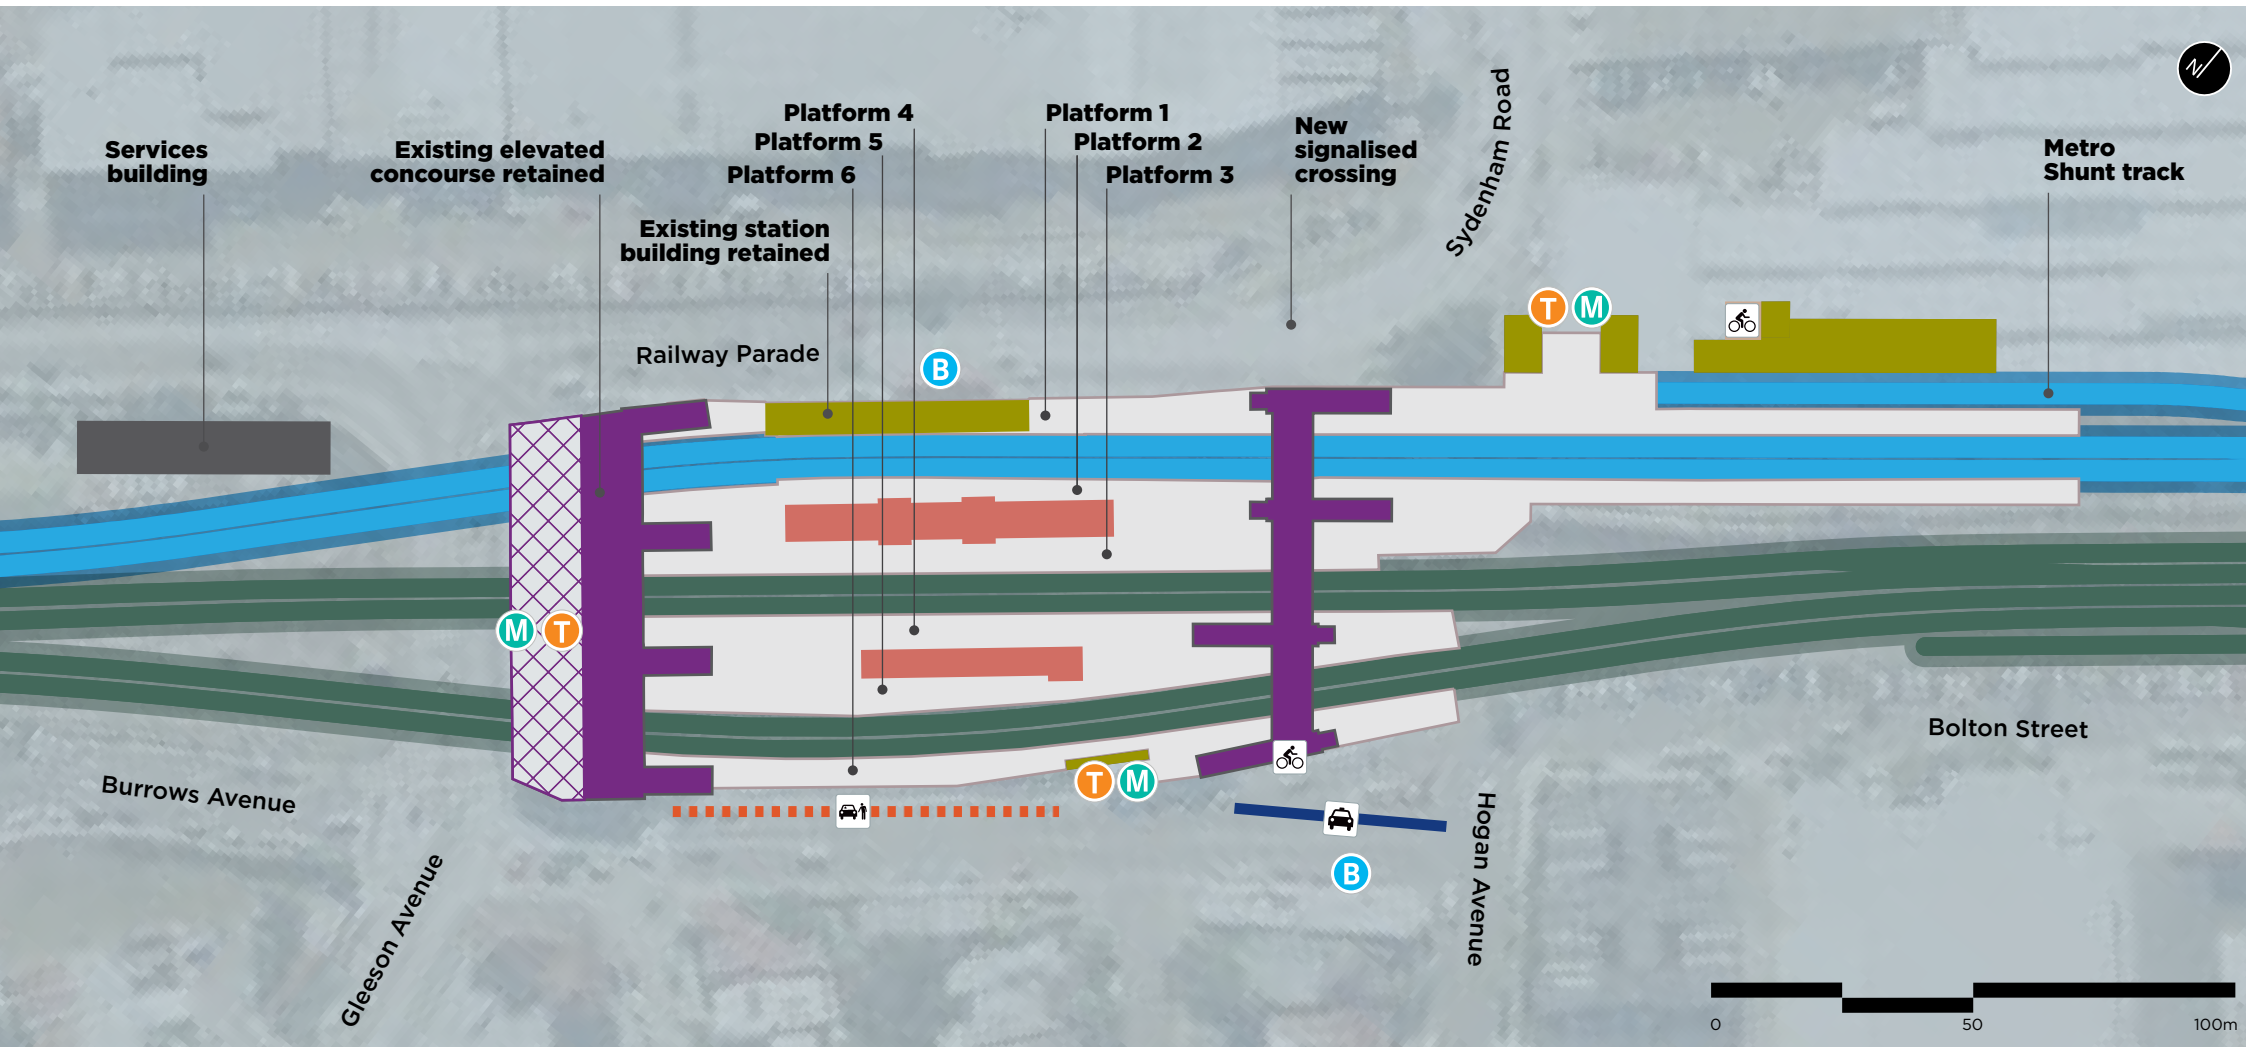 Services
building
Existing elevated
concourse retained
Platform 4
Platform 5
Platform 6
Existing station
building retained
Platform 1
Platform 2
Platform 3
New
signalised
crossing
Sydenham Road
Metro
Shunt track
N
Railway Parade
B
T M
M T
T M
B
Burrows Avenue
Gleeson Avenue
Hogan Avenue
Bolton Street
0 50 100m